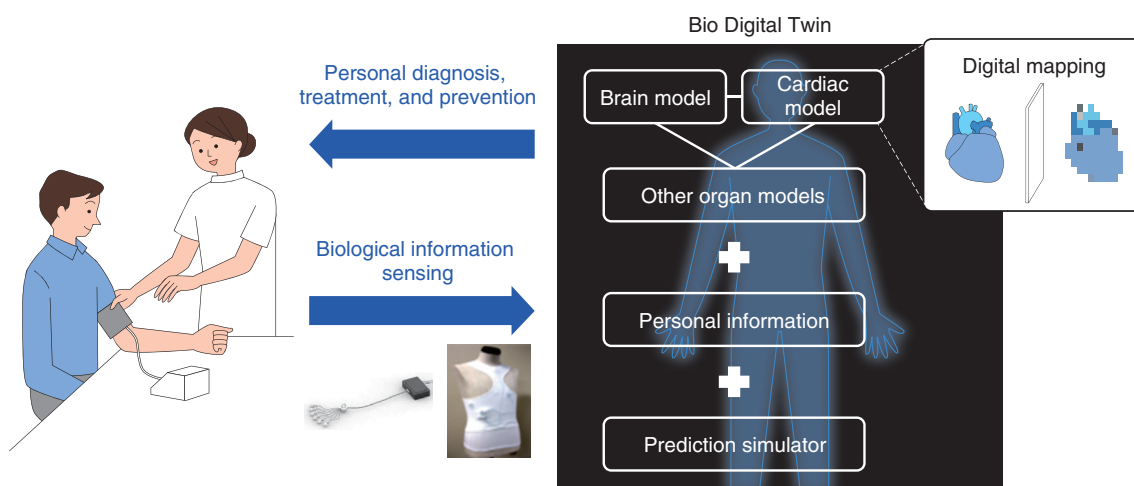 Bio Digital Twin
Personal diagnosis,
treatment, and prevention
Brain model
Cardiac
model
Digital mapping
Other organ models
Biological information
sensing
Personal information
Prediction simulator